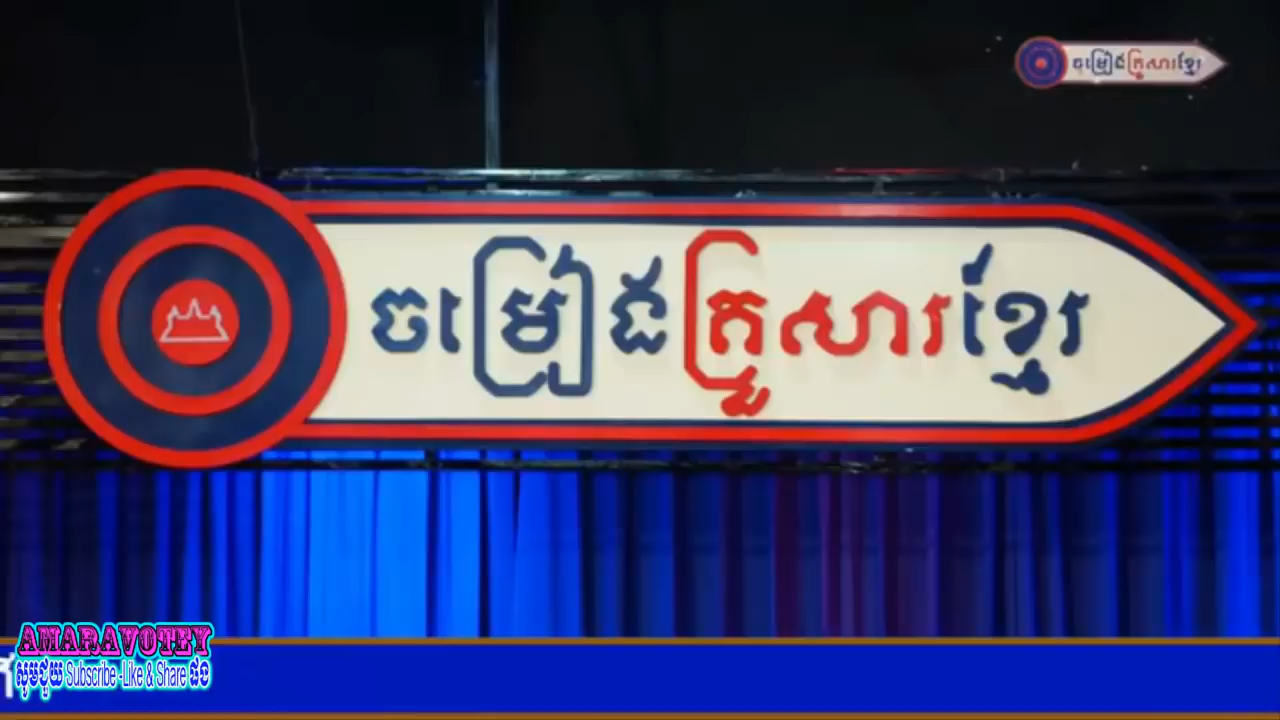 ចម្រៀងគ្រួសារខ្មែរ
ចម្រៀងគ្រួសារខ្មែរ
AMARAVOTEY
សូមជួយ Subscribe -Like & Share ផង